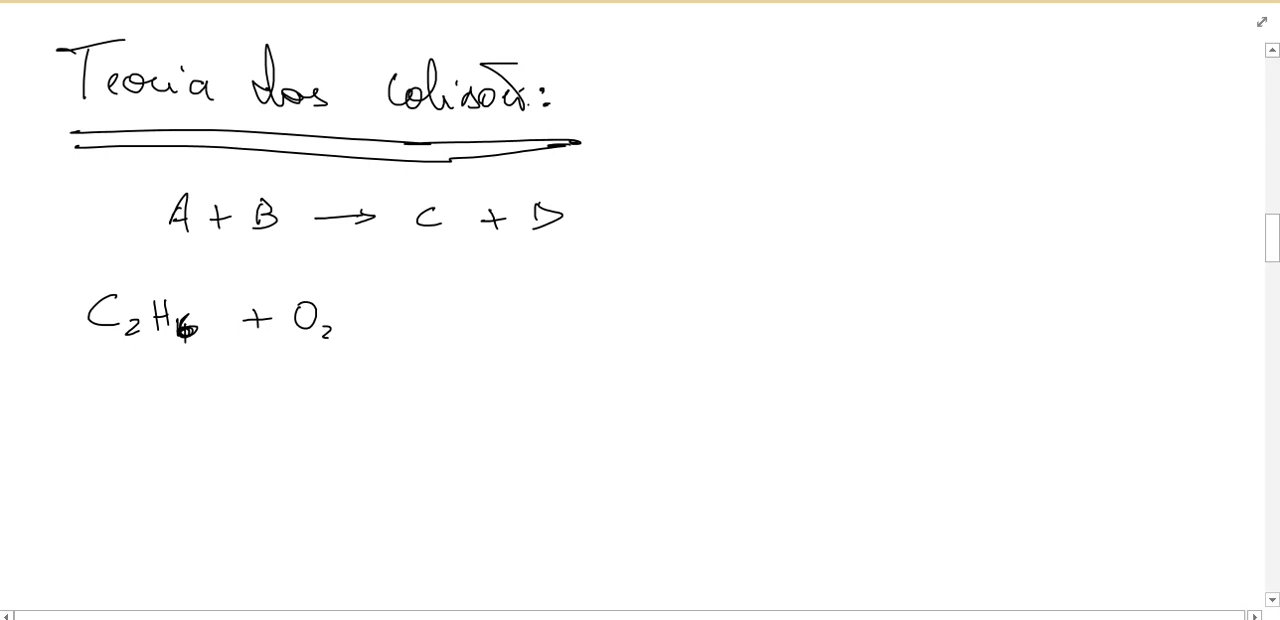 Teoria das colisões:
A + B → C + D
C₂H₆ + O₂